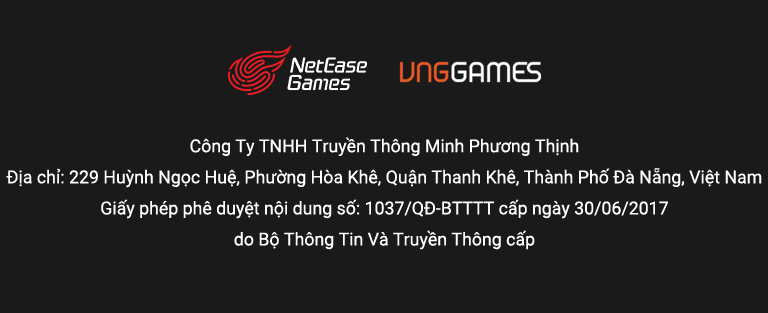 NetEase
Games
VNGGAMES
Công Ty TNHH Truyền Thông Minh Phương Thịnh
Địa chỉ: 229 Huỳnh Ngọc Huệ, Phường Hòa Khê, Quận Thanh Khê, Thành Phố Đà Nẵng, Việt Nam
Giấy phép phê duyệt nội dung số: 1037/QĐ-BTTTT cấp ngày 30/06/2017
do Bộ Thông Tin Và Truyền Thông cấp